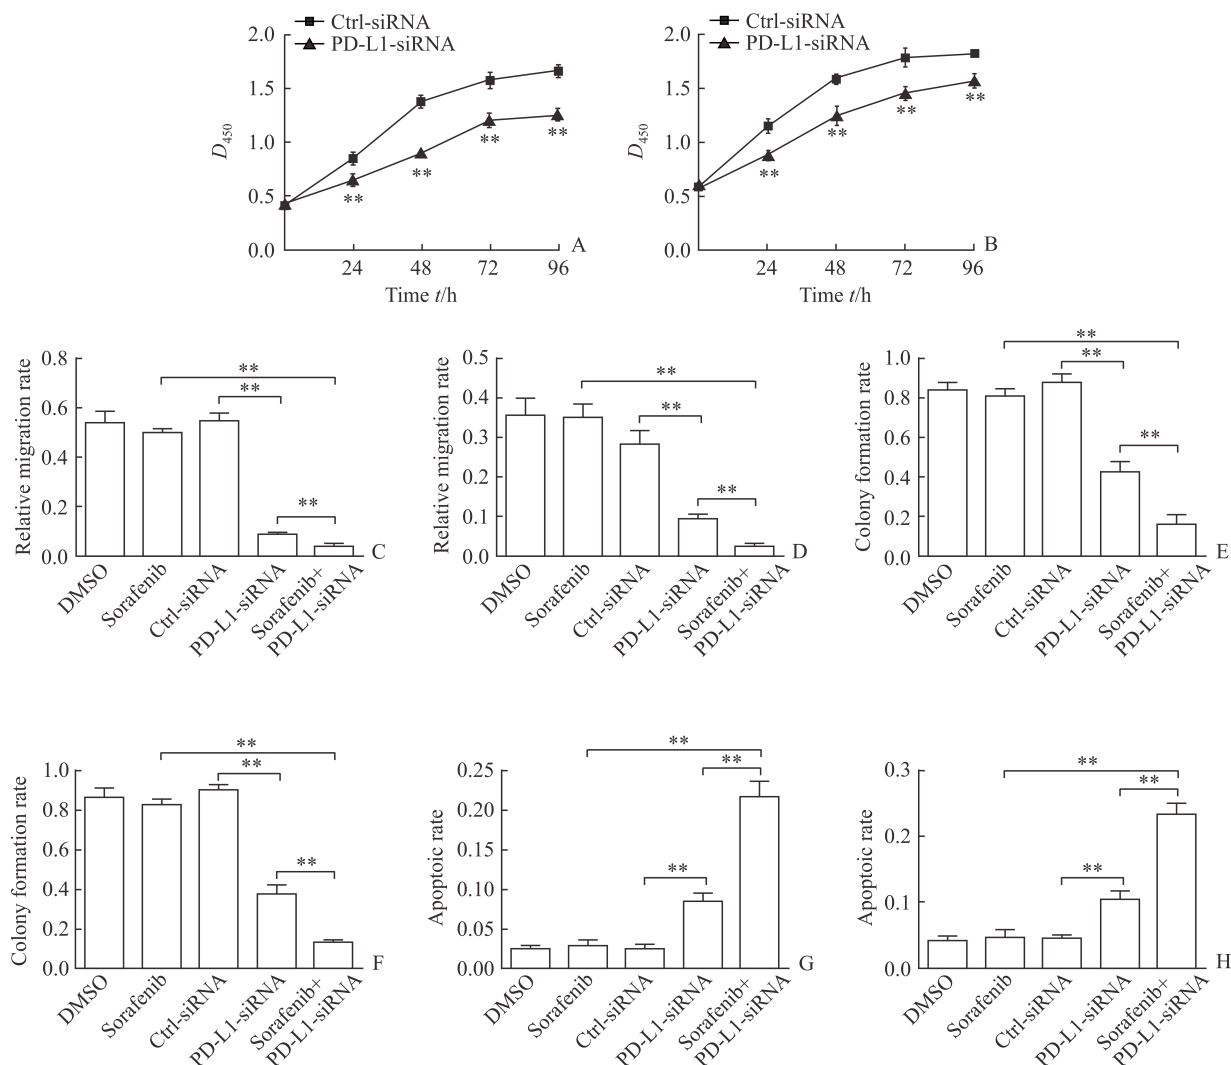 Ctrl-siRNA
PD-L1-siRNA
2.0
1.5
1.0
0.5
0.0
D450
** ** ** **
24 48 72 96
Time t/h
A
Ctrl-siRNA
PD-L1-siRNA
2.0
1.5
1.0
0.5
0.0
D450
** ** ** **
24 48 72 96
Time t/h
B
Relative migration rate
0.8
0.6
0.4
0.2
0.0
**
**
**
DMSO
Sorafenib
Ctrl-siRNA
PD-L1-siRNA
Sorafenib+
PD-L1-siRNA
C
Relative migration rate
0.5
0.4
0.3
0.2
0.1
0.0
**
**
**
DMSO
Sorafenib
Ctrl-siRNA
PD-L1-siRNA
Sorafenib+
PD-L1-siRNA
D
Colony formation rate
1.0
0.8
0.6
0.4
0.2
0.0
**
**
**
DMSO
Sorafenib
Ctrl-siRNA
PD-L1-siRNA
Sorafenib+
PD-L1-siRNA
E
Colony formation rate
1.0
0.8
0.6
0.4
0.2
0.0
**
**
**
DMSO
Sorafenib
Ctrl-siRNA
PD-L1-siRNA
Sorafenib+
PD-L1-siRNA
F
Apoptoic rate
0.25
0.20
0.15
0.10
0.05
0.00
**
**
**
DMSO
Sorafenib
Ctrl-siRNA
PD-L1-siRNA
Sorafenib+
PD-L1-siRNA
G
Apoptoic rate
0.3
0.2
0.1
0.0
**
**
**
DMSO
Sorafenib
Ctrl-siRNA
PD-L1-siRNA
Sorafenib+
PD-L1-siRNA
H